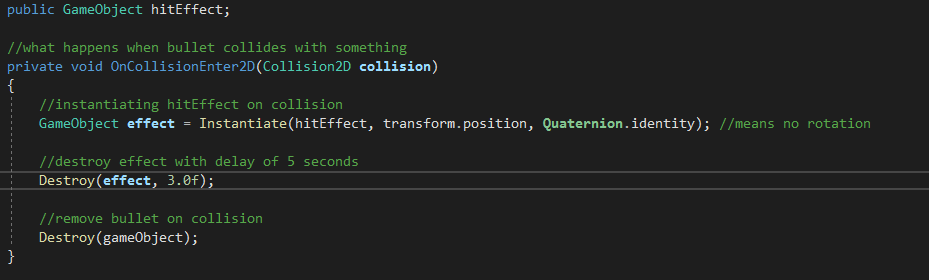 public GameObject hitEffect;
//what happens when bullet collides with something
private void OnCollisionEnter2D(Collision2D collision)
{
//instantiating hitEffect on collision
GameObject effect = Instantiate(hitEffect, transform.position, Quaternion.identity); //means no rotation
//destroy effect with delay of 5 seconds
Destroy(effect, 3.0f);
//remove bullet on collision
Destroy(gameObject);
}